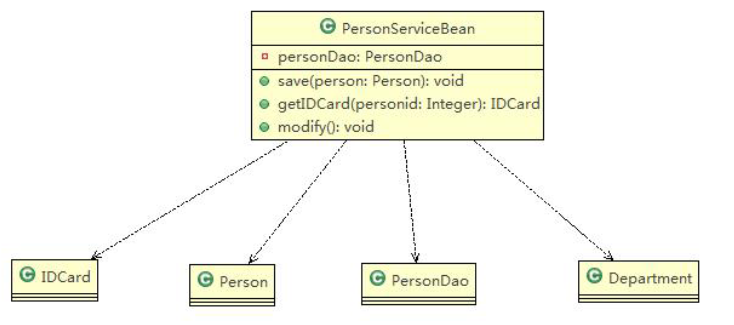 PersonServiceBean
personDao: PersonDao
save(person: Person): void
getIDCard(personid: Integer): IDCard
modify(): void
IDCard
Person
PersonDao
Department